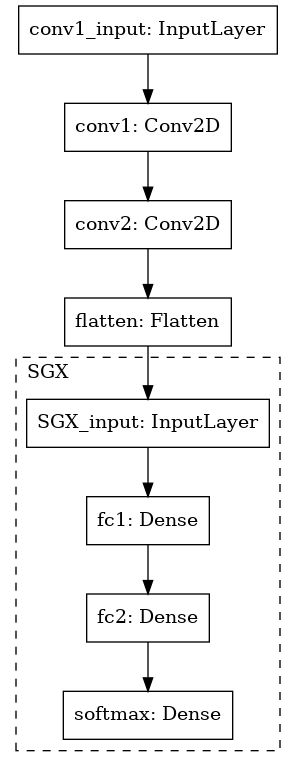 conv1_input: InputLayer
conv1: Conv2D
conv2: Conv2D
flatten: Flatten
SGX
SGX_input: InputLayer
fc1: Dense
fc2: Dense
softmax: Dense